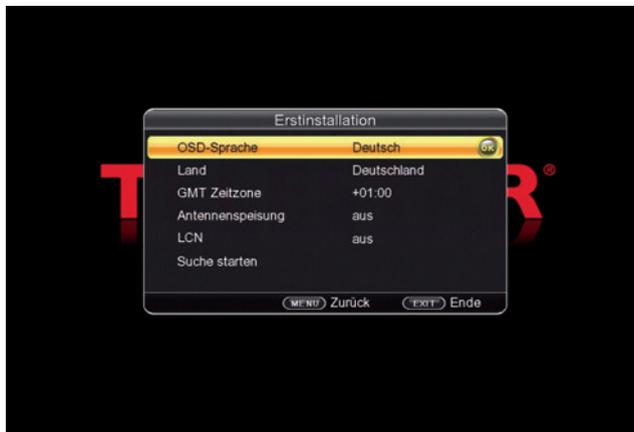 Erstinstallation
OSD-Sprache Deutsch OK
Land Deutschland
GMT Zeitzone +01:00
Antennenspeisung aus
LCN aus
Suche starten
MENU Zurück EXIT Ende
T R®